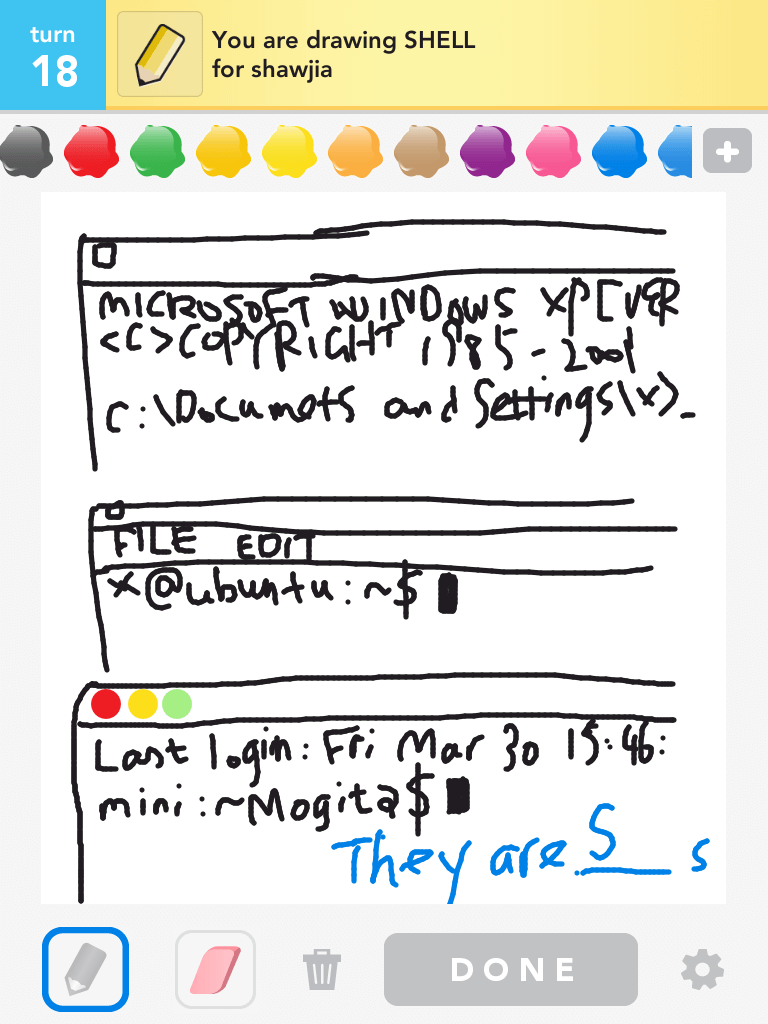 turn
18
You are drawing SHELL
for shawjia
MICROSOFT WINDOWS XP [VER
<C>COPYRIGHT 1985-2001
C:\Documets and Settings\x>_
FILE EDIT
x@ubuntu:~$
Last login: Fri Mar 30 15:46:
mini:~Mogita$
They are S___ s
DONE